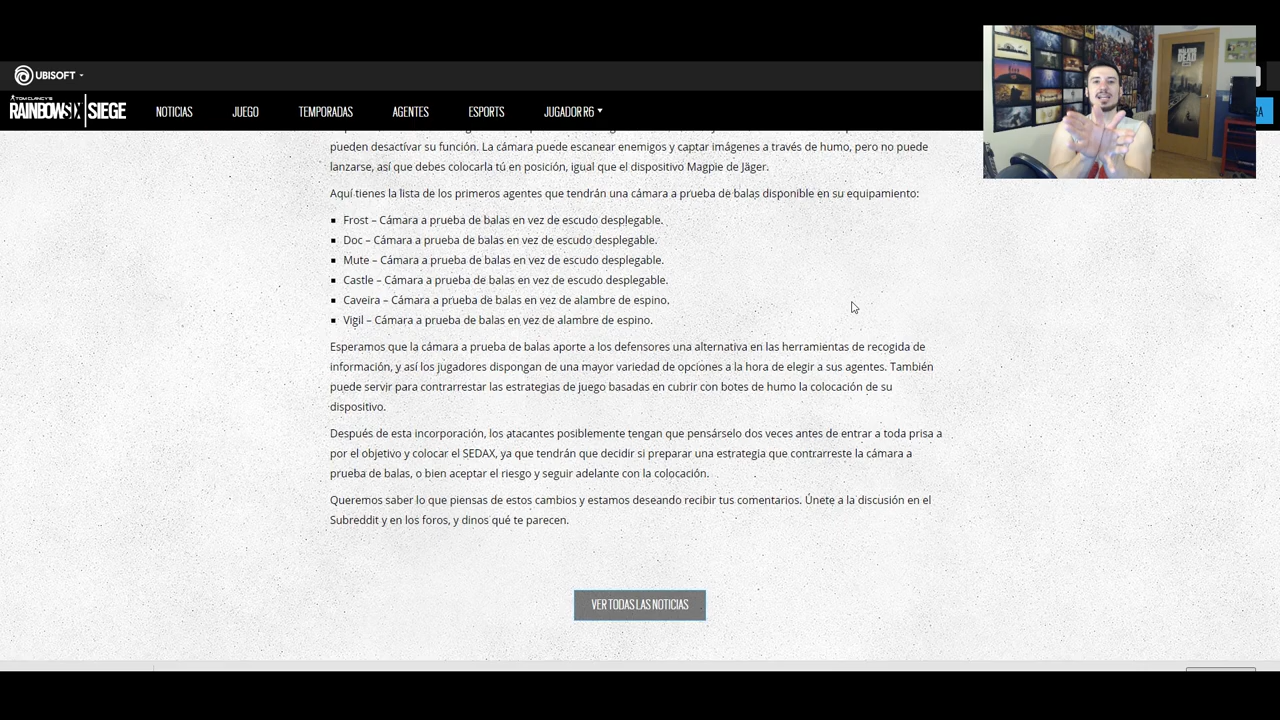 UBISOFT
TOM CLANCY'S
RAINBOW SIX | SIEGE
NOTICIAS
JUEGO
TEMPORADAS
AGENTES
ESPORTS
JUGADOR R6
RA
THE WALKING
DEAD
pueden desactivar su función. La cámara puede escanear enemigos y captar imágenes a través de humo, pero no puede
lanzarse, así que debes colocarla tú en posición, igual que el dispositivo Magpie de Jäger.
Aquí tienes la lista de los primeros agentes que tendrán una cámara a prueba de balas disponible en su equipamiento:
▪ Frost – Cámara a prueba de balas en vez de escudo desplegable.
▪ Doc – Cámara a prueba de balas en vez de escudo desplegable.
▪ Mute – Cámara a prueba de balas en vez de escudo desplegable.
▪ Castle – Cámara a prueba de balas en vez de escudo desplegable.
▪ Caveira – Cámara a prueba de balas en vez de alambre de espino.
▪ Vigil – Cámara a prueba de balas en vez de alambre de espino.
Esperamos que la cámara a prueba de balas aporte a los defensores una alternativa en las herramientas de recogida de
información, y así los jugadores dispongan de una mayor variedad de opciones a la hora de elegir a sus agentes. También
puede servir para contrarrestar las estrategias de juego basadas en cubrir con botes de humo la colocación de su
dispositivo.
Después de esta incorporación, los atacantes posiblemente tengan que pensárselo dos veces antes de entrar a toda prisa a
por el objetivo y colocar el SEDAX, ya que tendrán que decidir si preparar una estrategia que contrarreste la cámara a
prueba de balas, o bien aceptar el riesgo y seguir adelante con la colocación.
Queremos saber lo que piensas de estos cambios y estamos deseando recibir tus comentarios. Únete a la discusión en el
Subreddit y en los foros, y dinos qué te parecen.
VER TODAS LAS NOTICIAS